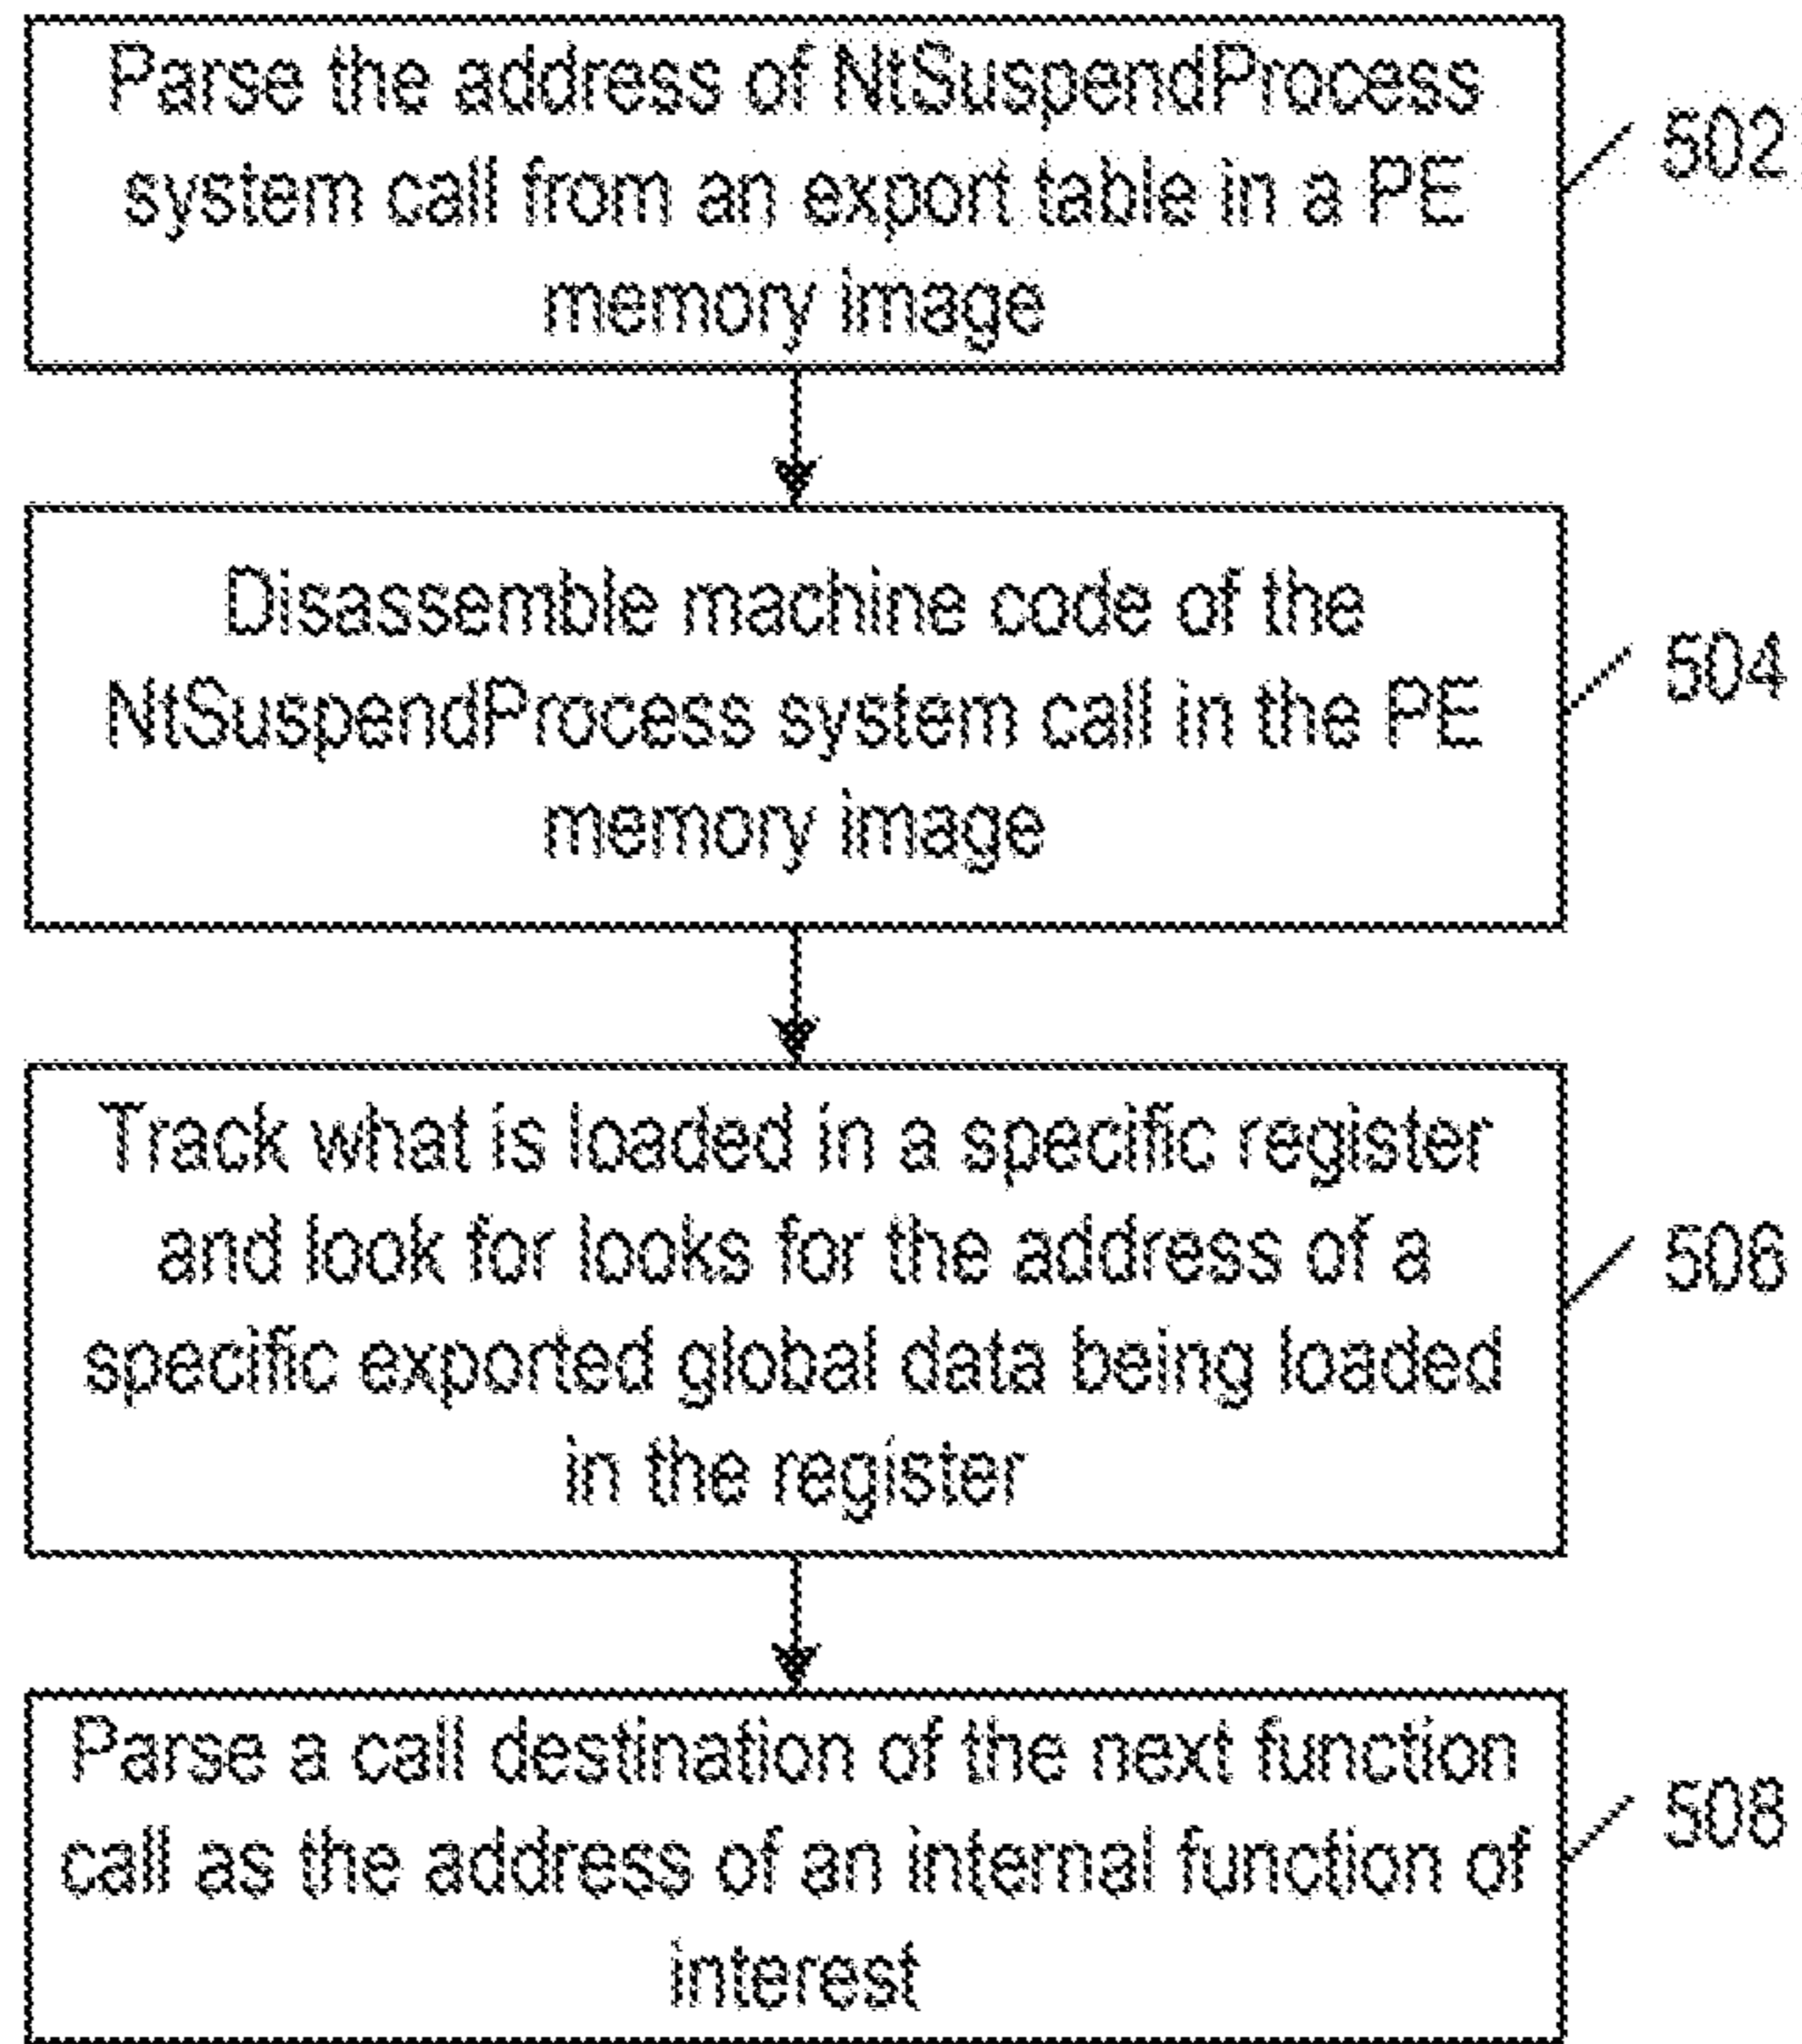 Parse the address of NtSuspendProcess
system call from an export table in a PE
memory image
502
Disassemble machine code of the
NtSuspendProcess system call in the PE
memory image
504
Track what is loaded in a specific register
and look for looks for the address of a
specific exported global data being loaded
in the register
506
Parse a call destination of the next function
call as the address of an internal function of
interest
508